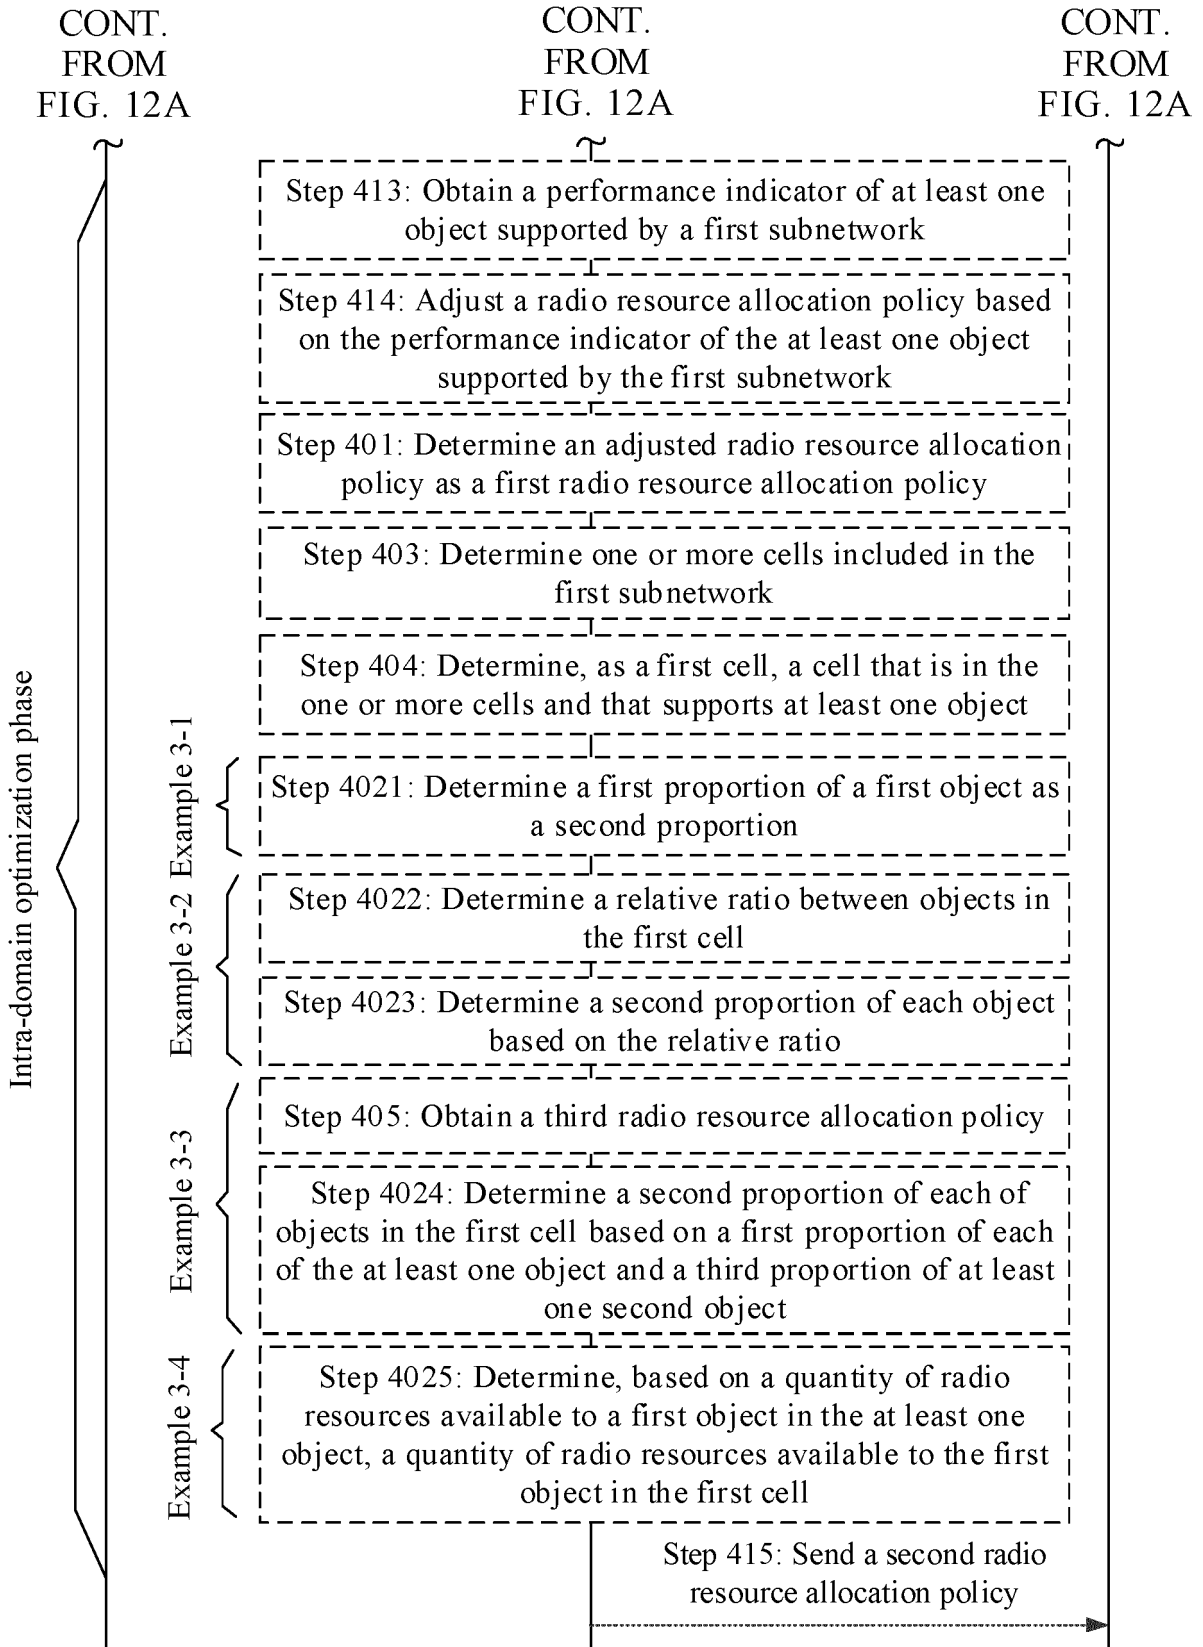 CONT.
FROM
FIG. 12A
CONT.
FROM
FIG. 12A
CONT.
FROM
FIG. 12A
Step 413: Obtain a performance indicator of at least one
object supported by a first subnetwork
Step 414: Adjust a radio resource allocation policy based
on the performance indicator of the at least one object
supported by the first subnetwork
Step 401: Determine an adjusted radio resource allocation
policy as a first radio resource allocation policy
Step 403: Determine one or more cells included in the
first subnetwork
Step 404: Determine, as a first cell, a cell that is in the
one or more cells and that supports at least one object
Intra-domain optimization phase
Example 3-1
Step 4021: Determine a first proportion of a first object as
a second proportion
Example 3-2
Step 4022: Determine a relative ratio between objects in
the first cell
Step 4023: Determine a second proportion of each object
based on the relative ratio
Example 3-3
Step 405: Obtain a third radio resource allocation policy
Step 4024: Determine a second proportion of each of
objects in the first cell based on a first proportion of each
of the at least one object and a third proportion of at least
one second object
Example 3-4
Step 4025: Determine, based on a quantity of radio
resources available to a first object in the at least one
object, a quantity of radio resources available to the first
object in the first cell
Step 415: Send a second radio
resource allocation policy